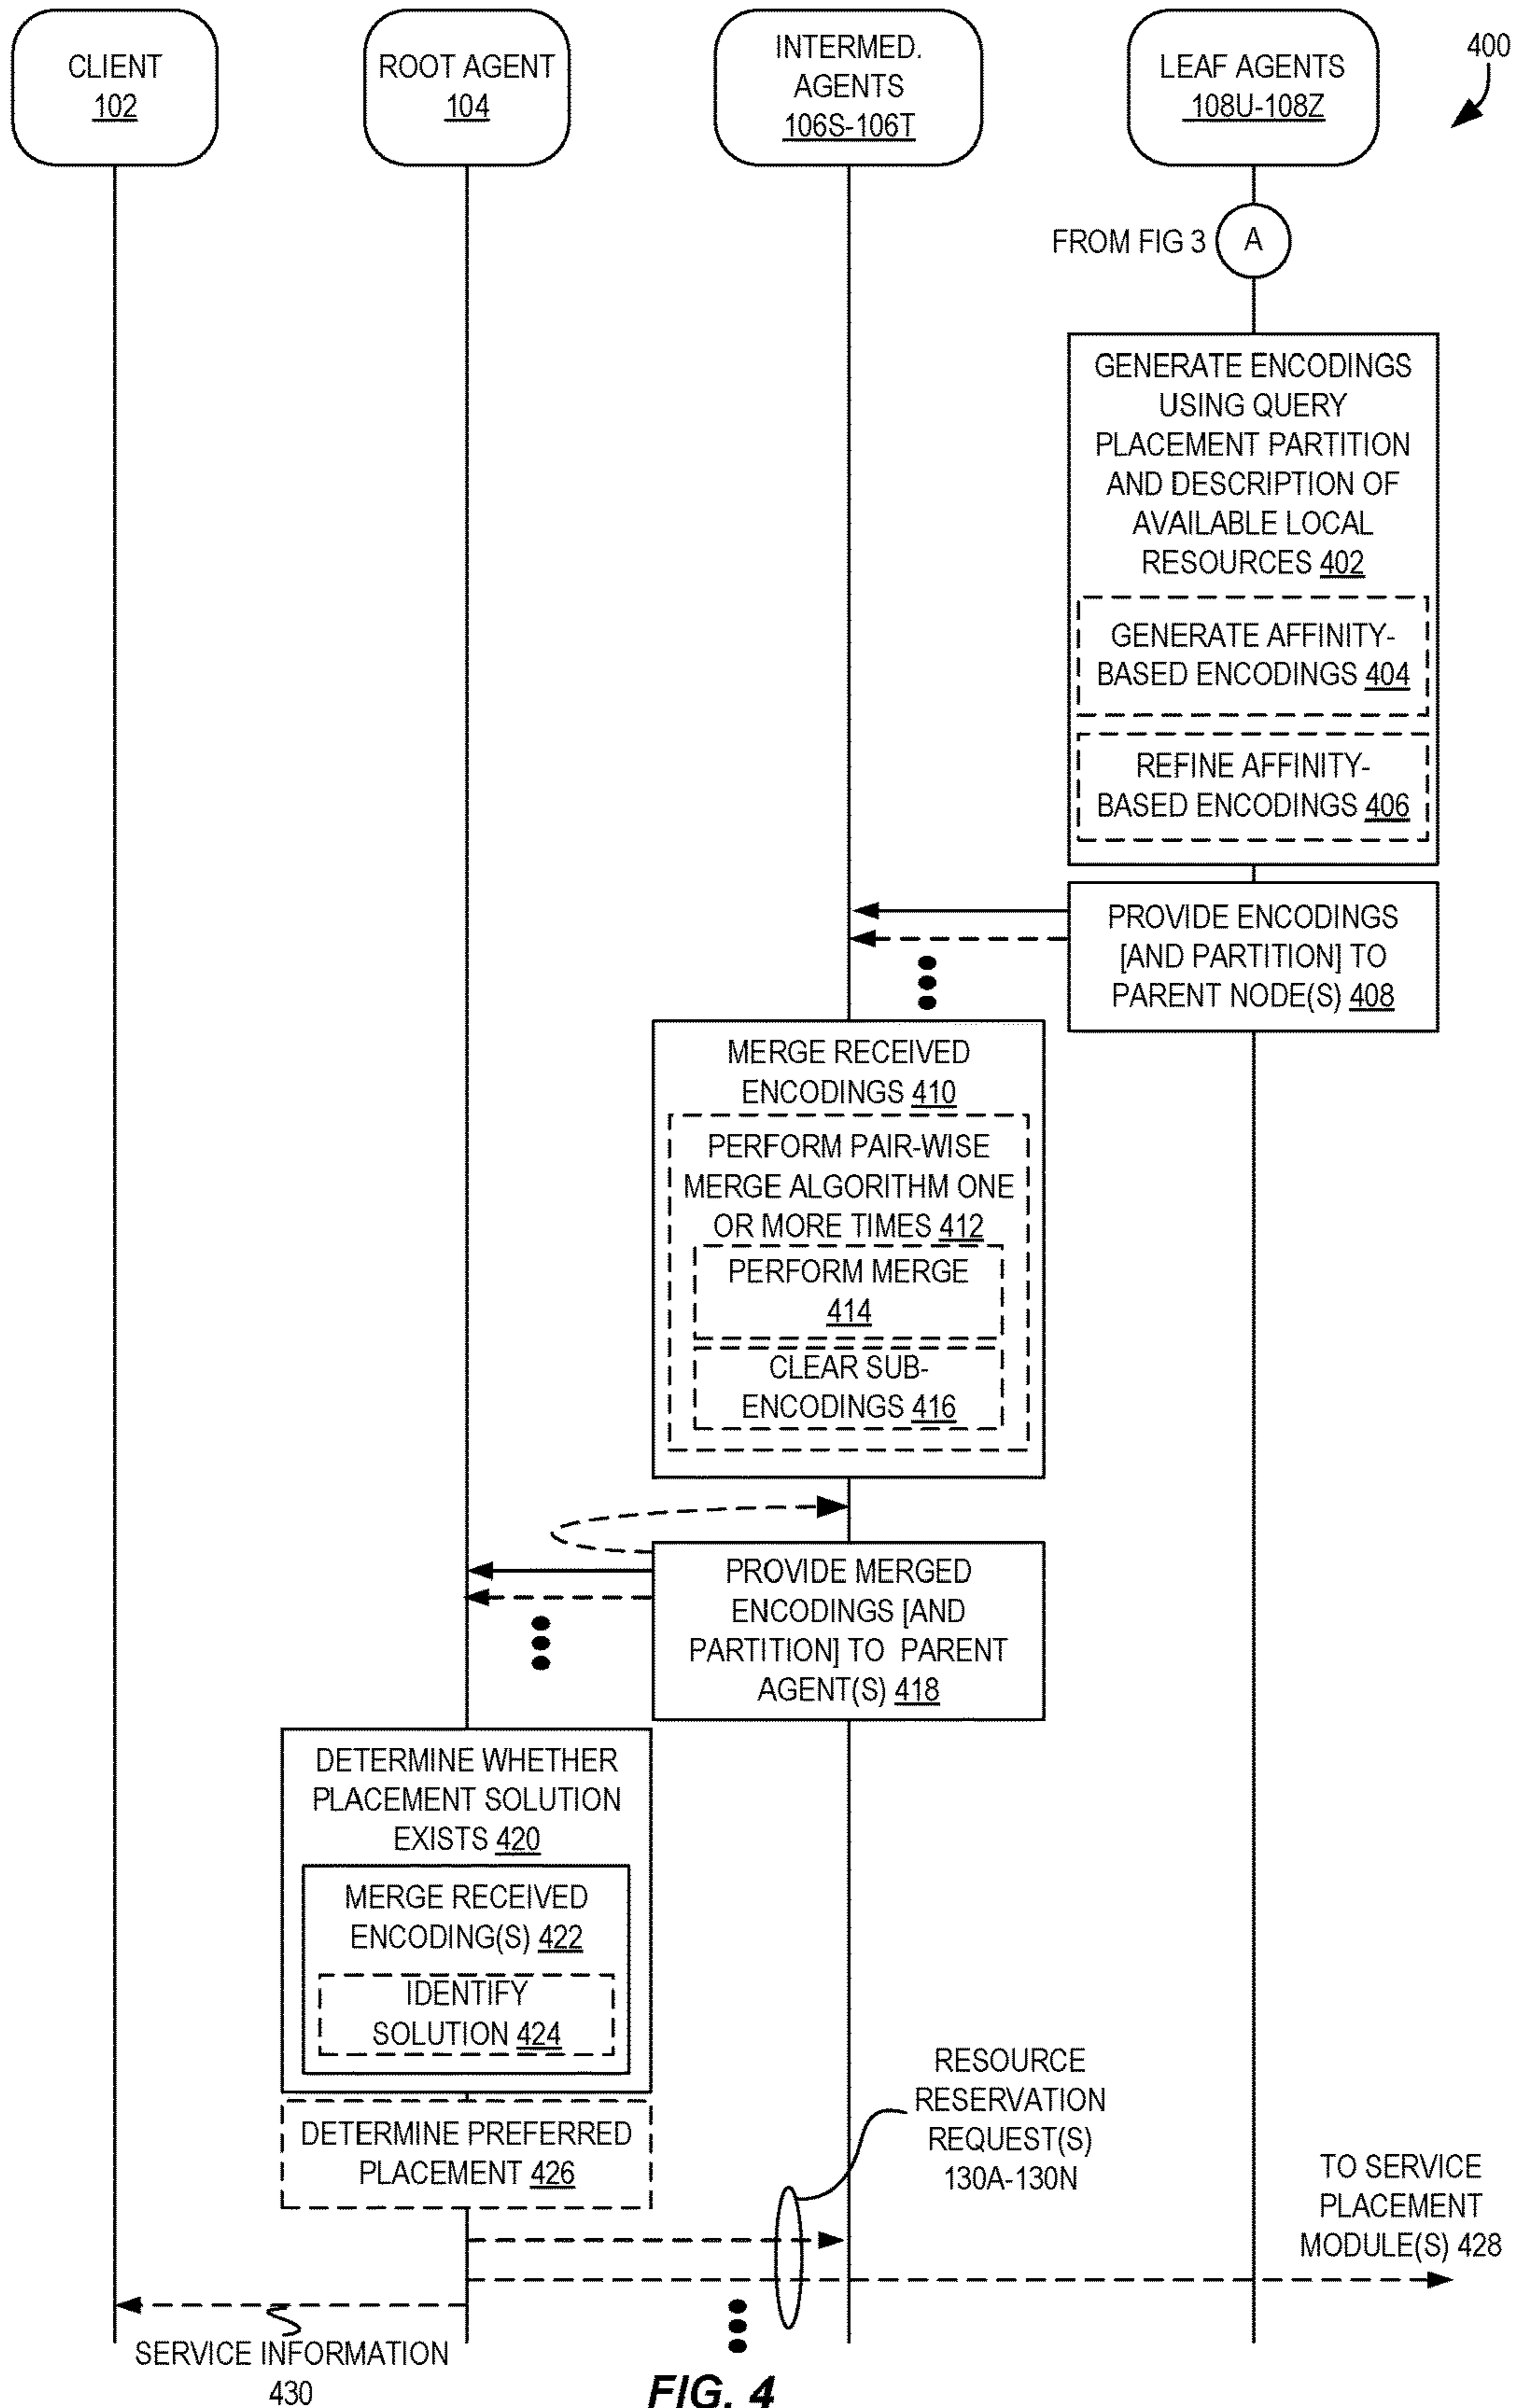 CLIENT
102
ROOT AGENT
104
INTERMED.
AGENTS
106S-106T
LEAF AGENTS
108U-108Z
400
FROM FIG 3
A
GENERATE ENCODINGS
USING QUERY
PLACEMENT PARTITION
AND DESCRIPTION OF
AVAILABLE LOCAL
RESOURCES 402
GENERATE AFFINITY-
BASED ENCODINGS 404
REFINE AFFINITY-
BASED ENCODINGS 406
PROVIDE ENCODINGS
[AND PARTITION] TO
PARENT NODE(S) 408
MERGE RECEIVED
ENCODINGS 410
PERFORM PAIR-WISE
MERGE ALGORITHM ONE
OR MORE TIMES 412
PERFORM MERGE
414
CLEAR SUB-
ENCODINGS 416
PROVIDE MERGED
ENCODINGS [AND
PARTITION] TO PARENT
AGENT(S) 418
DETERMINE WHETHER
PLACEMENT SOLUTION
EXISTS 420
MERGE RECEIVED
ENCODING(S) 422
IDENTIFY
SOLUTION 424
DETERMINE PREFERRED
PLACEMENT 426
RESOURCE
RESERVATION
REQUEST(S)
130A-130N
TO SERVICE
PLACEMENT
MODULE(S) 428
SERVICE INFORMATION
430
FIG. 4